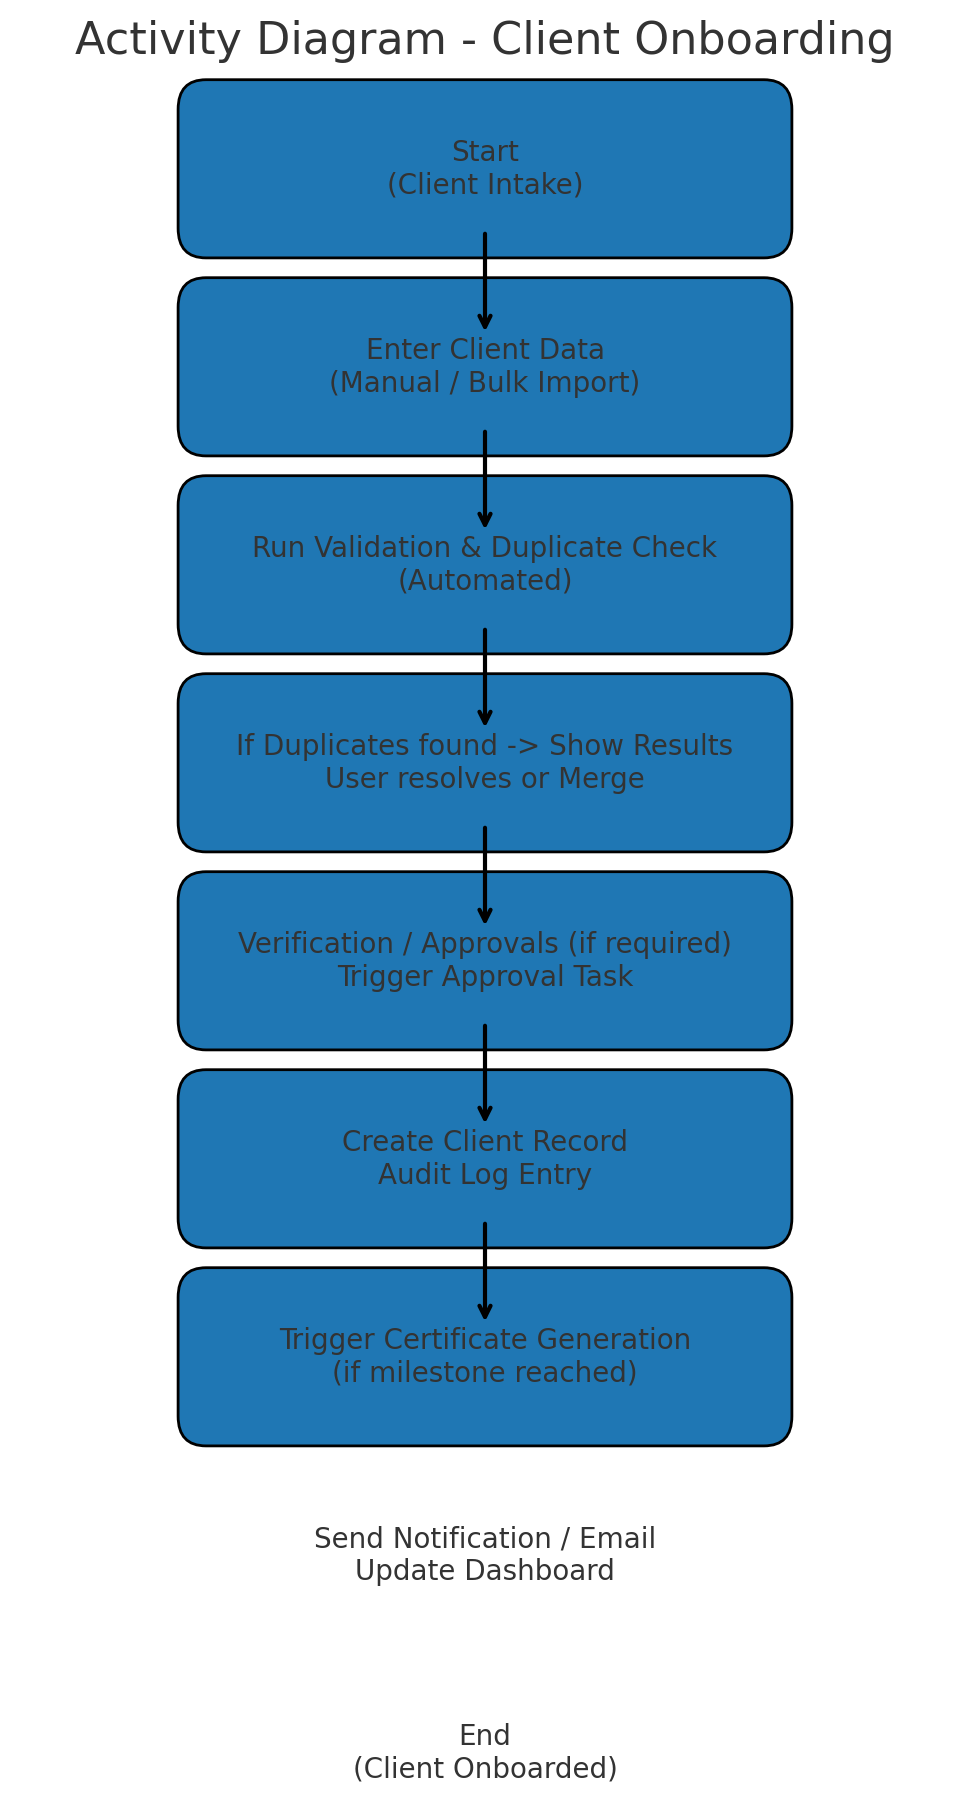 Activity Diagram - Client Onboarding
Start
(Client Intake)
Enter Client Data
(Manual / Bulk Import)
Run Validation & Duplicate Check
(Automated)
If Duplicates found -> Show Results
User resolves or Merge
Verification / Approvals (if required)
Trigger Approval Task
Create Client Record
Audit Log Entry
Trigger Certificate Generation
(if milestone reached)
Send Notification / Email
Update Dashboard
End
(Client Onboarded)